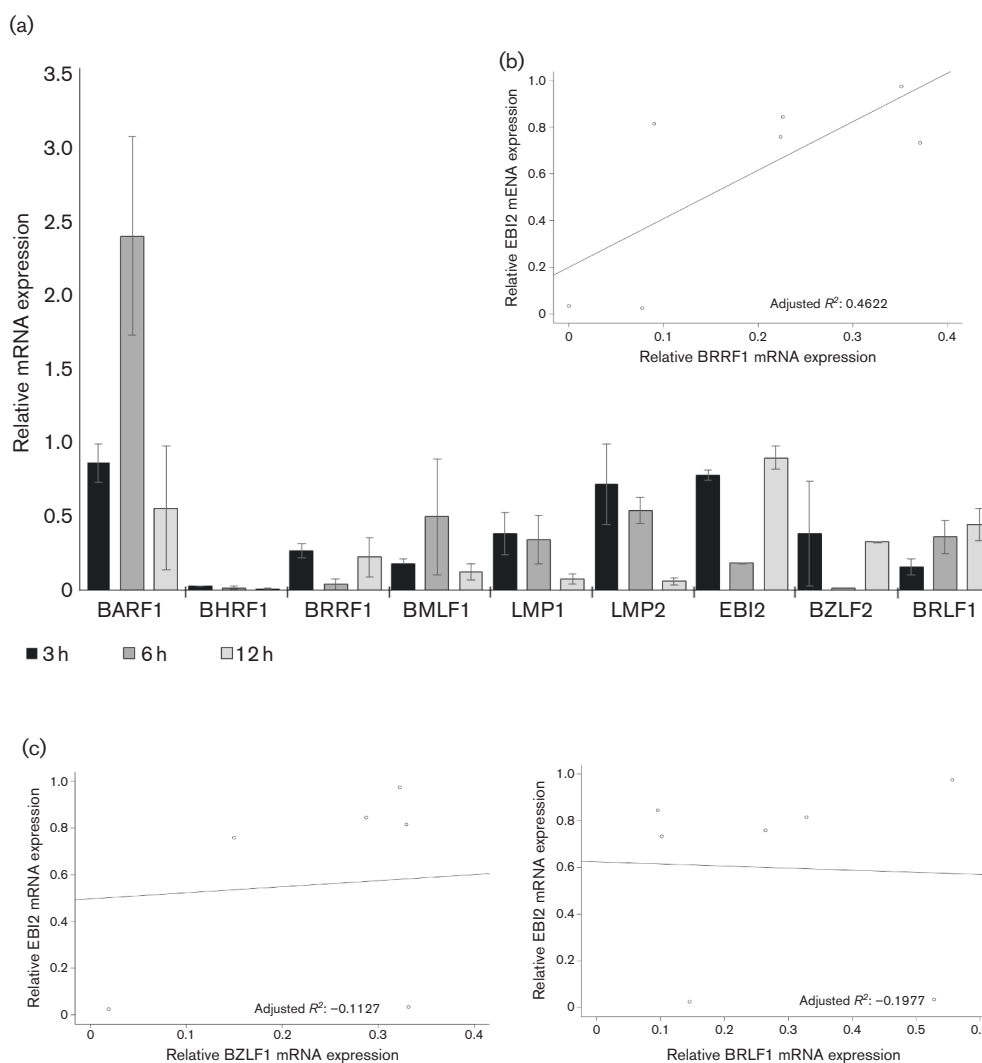 (a)
3.5
3.0
2.5
2.0
1.5
1.0
0.5
0
Relative mRNA expression
BARF1 BHRF1 BRRF1 BMLF1 LMP1 LMP2 EBI2 BZLF2 BRLF1
3 h 6 h 12 h
(b)
1.0
0.8
0.6
0.4
0.2
0
Relative EBI2 mENA expression
Adjusted R²: 0.4622
0 0.1 0.2 0.3 0.4
Relative BRRF1 mRNA expression
(c)
1.0
0.8
0.6
0.4
0.2
0
Relative EBI2 mRNA expression
Adjusted R²: –0.1127
0 0.1 0.2 0.3 0.4
Relative BZLF1 mRNA expression
1.0
0.8
0.6
0.4
0.2
0
Relative EBI2 mRNA expression
Adjusted R²: –0.1977
0 0.1 0.2 0.3 0.4 0.5 0.6
Relative BRLF1 mRNA expression